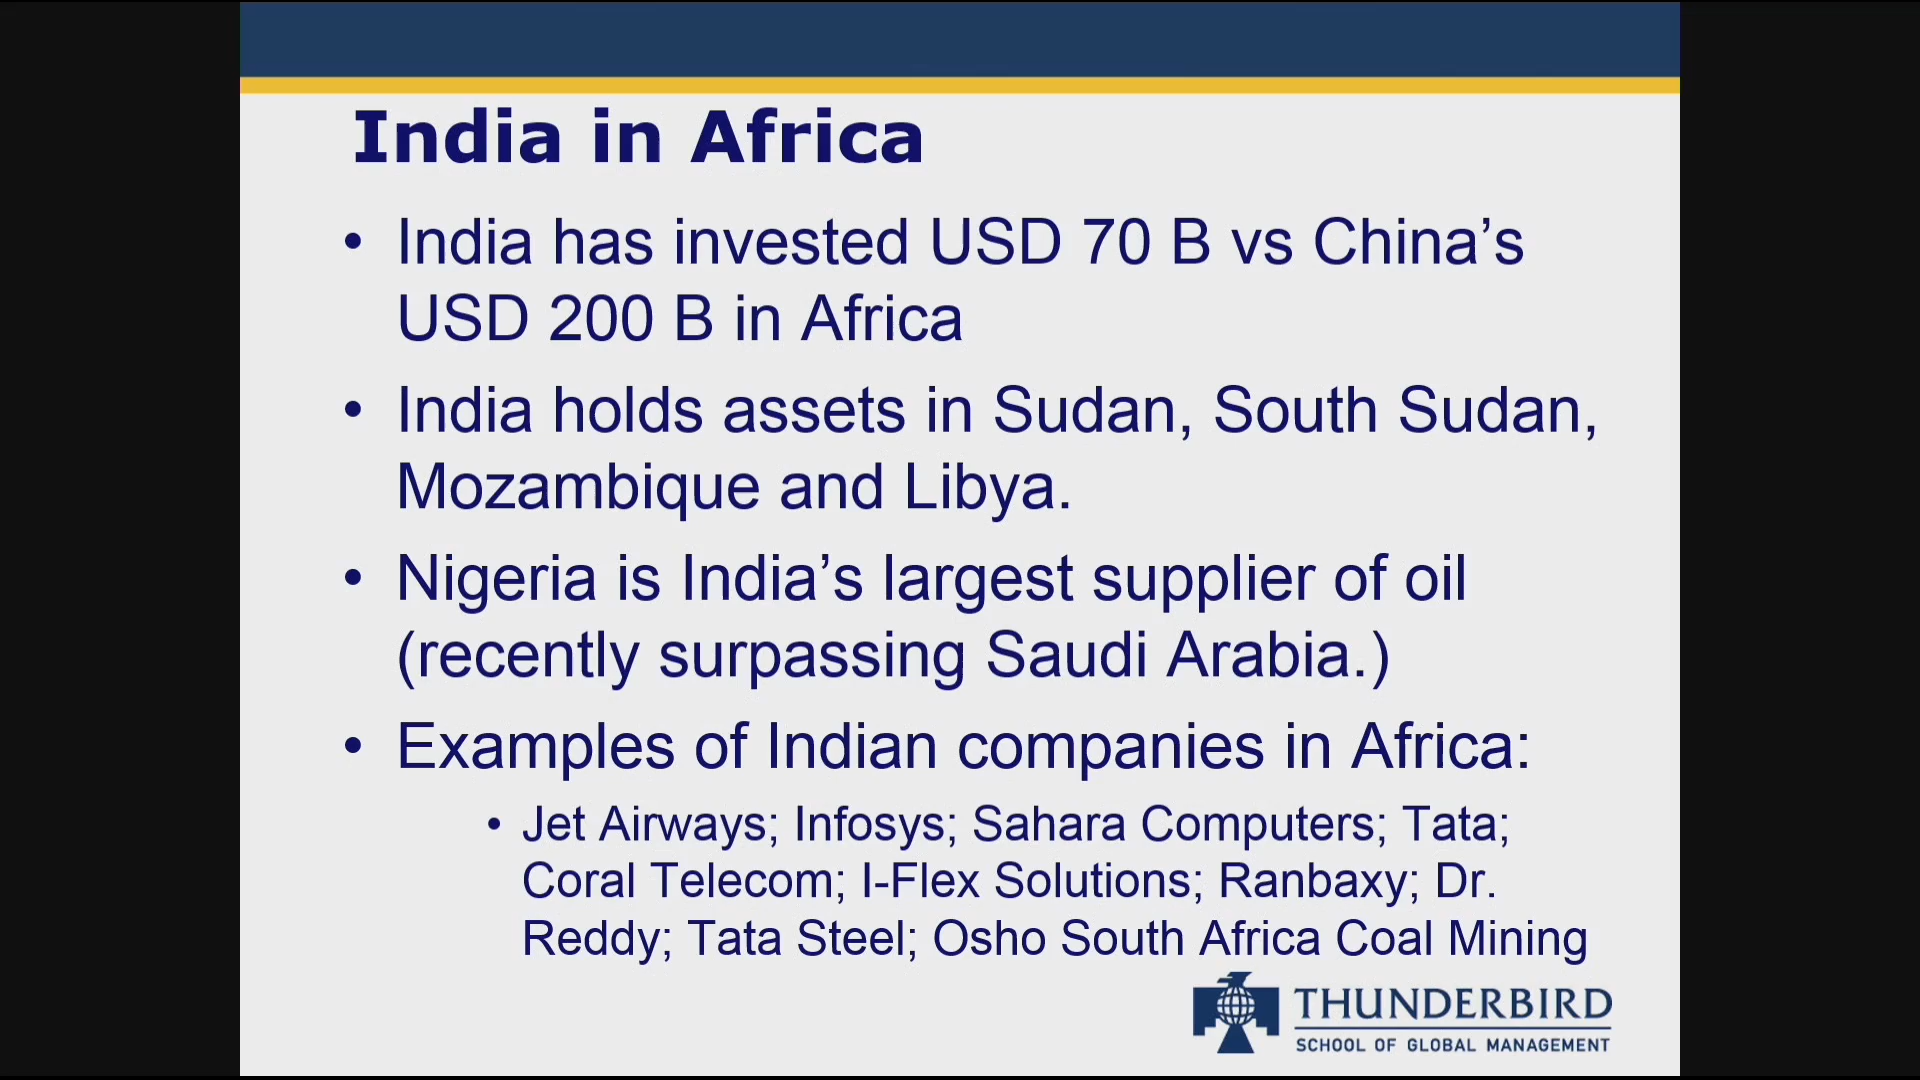 India in Africa
• India has invested USD 70 B vs China’s
USD 200 B in Africa
• India holds assets in Sudan, South Sudan,
Mozambique and Libya.
• Nigeria is India’s largest supplier of oil
(recently surpassing Saudi Arabia.)
• Examples of Indian companies in Africa:
• Jet Airways; Infosys; Sahara Computers; Tata;
Coral Telecom; I-Flex Solutions; Ranbaxy; Dr.
Reddy; Tata Steel; Osho South Africa Coal Mining
THUNDERBIRD
SCHOOL OF GLOBAL MANAGEMENT